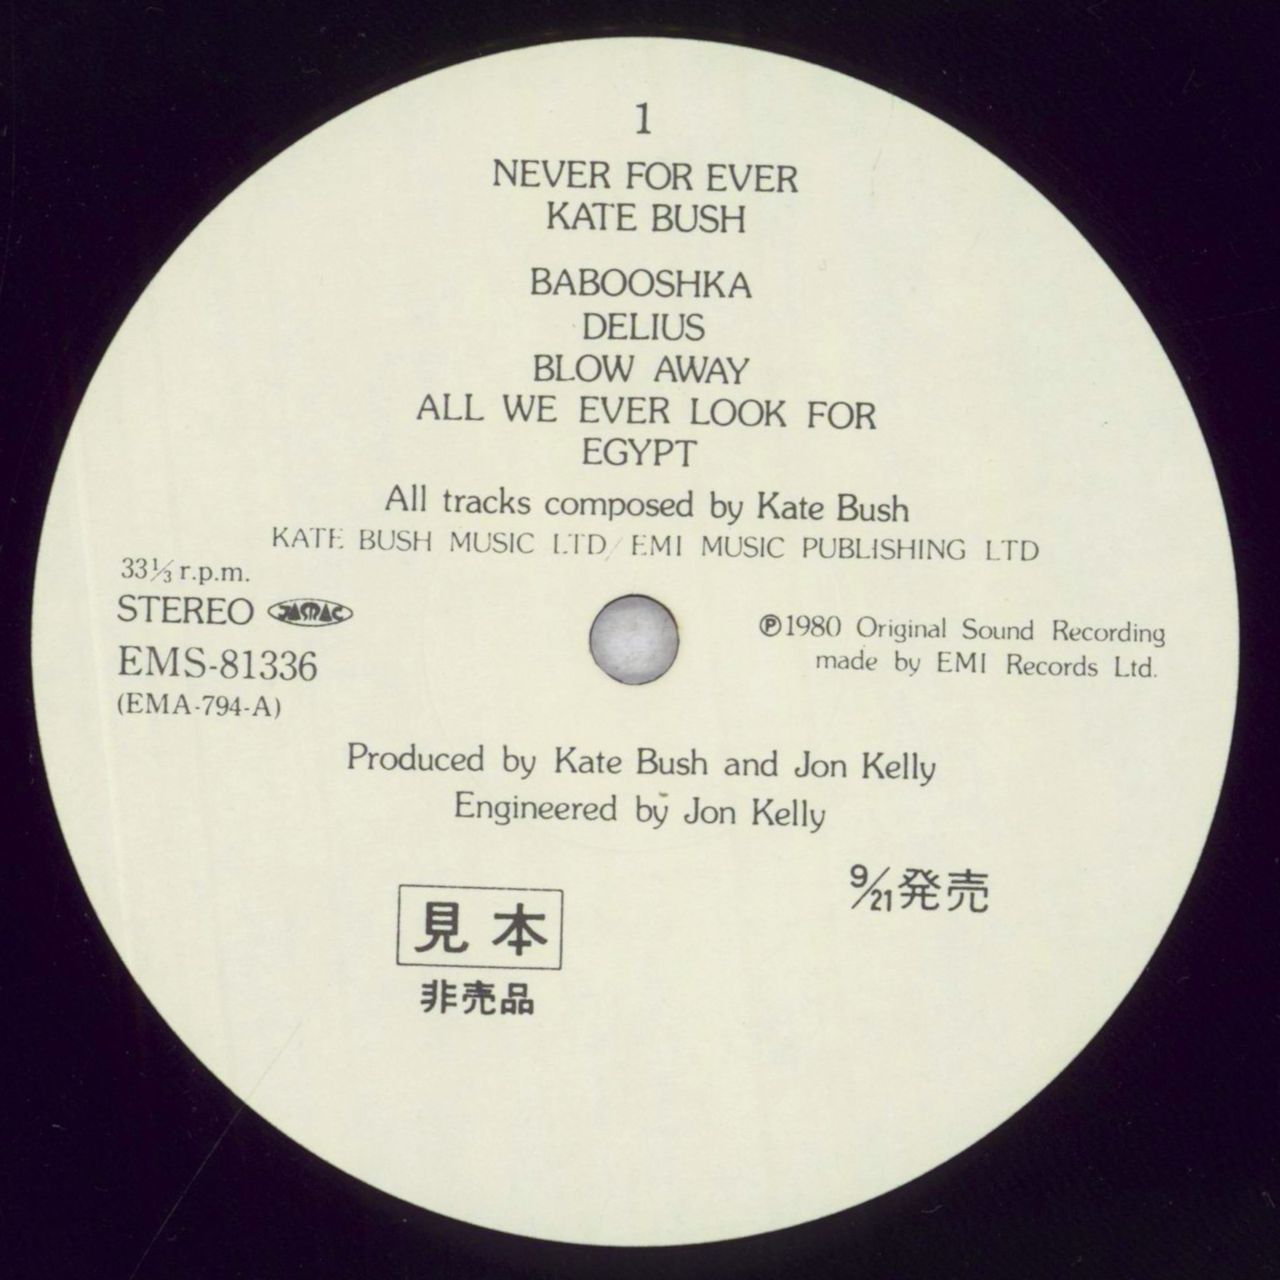 1
NEVER FOR EVER
KATE BUSH
BABOOSHKA
DELIUS
BLOW AWAY
ALL WE EVER LOOK FOR
EGYPT
All tracks composed by Kate Bush
KATE BUSH MUSIC LTD/EMI MUSIC PUBLISHING LTD
33⅓ r.p.m.
STEREO JASRAC
EMS-81336
(EMA-794-A)
℗1980 Original Sound Recording
made by EMI Records Ltd.
Produced by Kate Bush and Jon Kelly
Engineered by Jon Kelly
9/21発売
見本
非売品